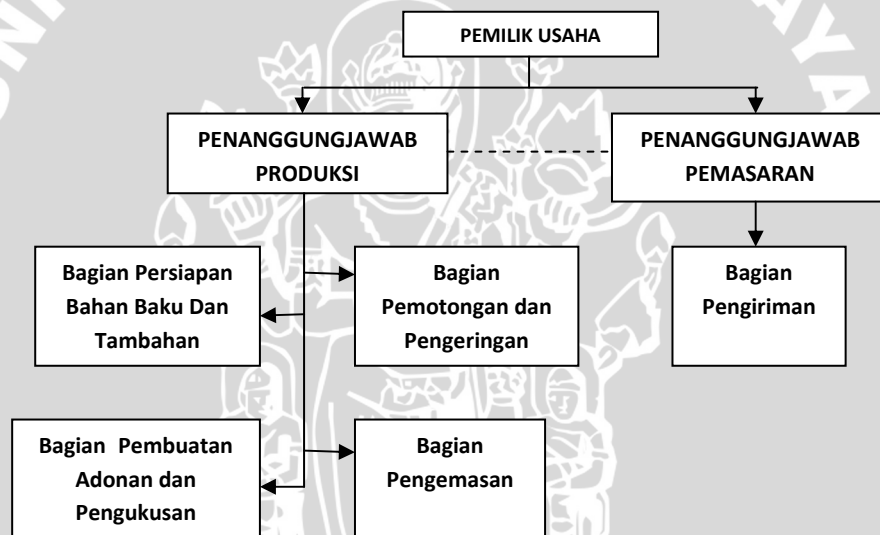 PEMILIK USAHA
PENANGGUNGJAWAB
PRODUKSI
PENANGGUNGJAWAB
PEMASARAN
Bagian Persiapan
Bahan Baku Dan
Tambahan
Bagian
Pemotongan dan
Pengeringan
Bagian
Pengiriman
Bagian Pembuatan
Adonan dan
Pengukusan
Bagian
Pengemasan